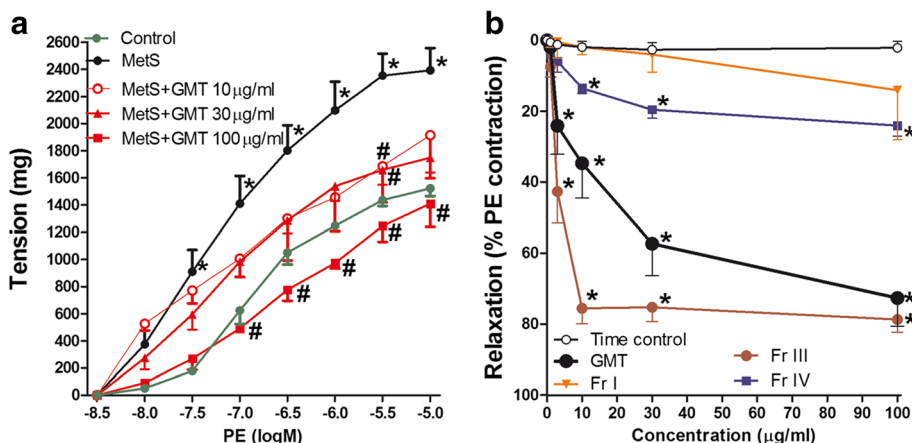 a
2600
2400
2200
2000
1800
1600
1400
1200
1000
800
600
400
200
0
Tension (mg)
Control
MetS
MetS+GMT 10μg/ml
MetS+GMT 30μg/ml
MetS+GMT 100μg/ml
* * * * * * *
# # # # # # # #
-8.5 -8.0 -7.5 -7.0 -6.5 -6.0 -5.5 -5.0
PE (logM)
b
0
20
40
60
80
100
Relaxation (% PE contraction)
* * * * * * * * * * *
Time control
GMT
Fr I
Fr III
Fr IV
0 10 20 30 40 50 60 70 80 90 100
Concentration (μg/ml)